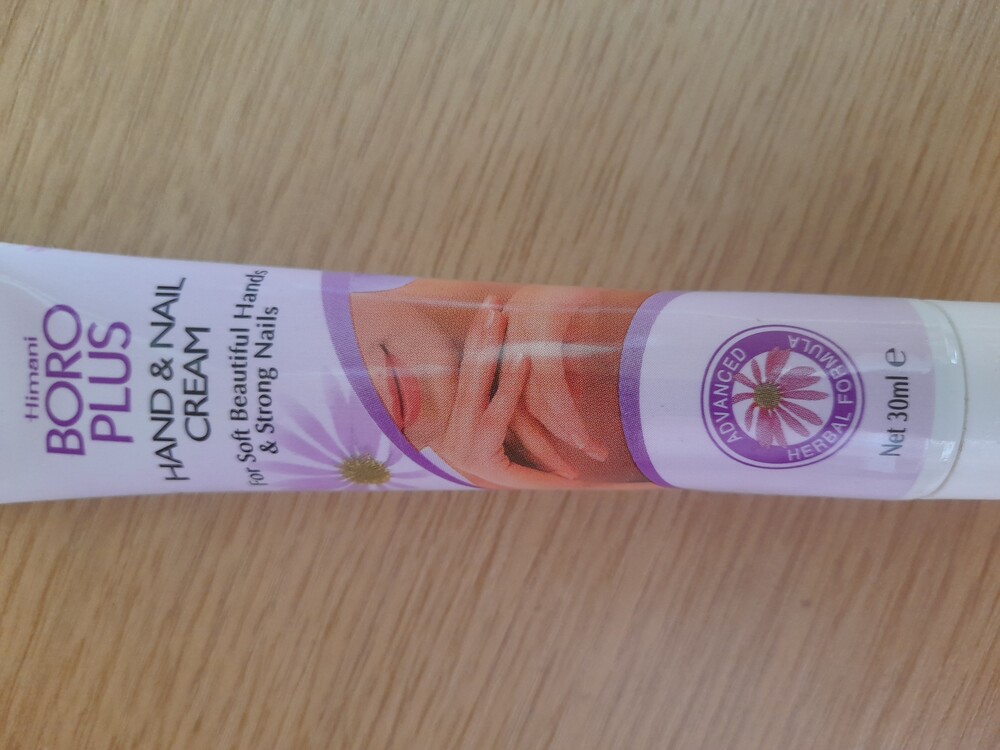 Himani
BORO
PLUS
HAND & NAIL
CREAM
for Soft Beautiful Hands
& Strong Nails
ADVANCED
HERBAL FORMULA
Net 30ml e